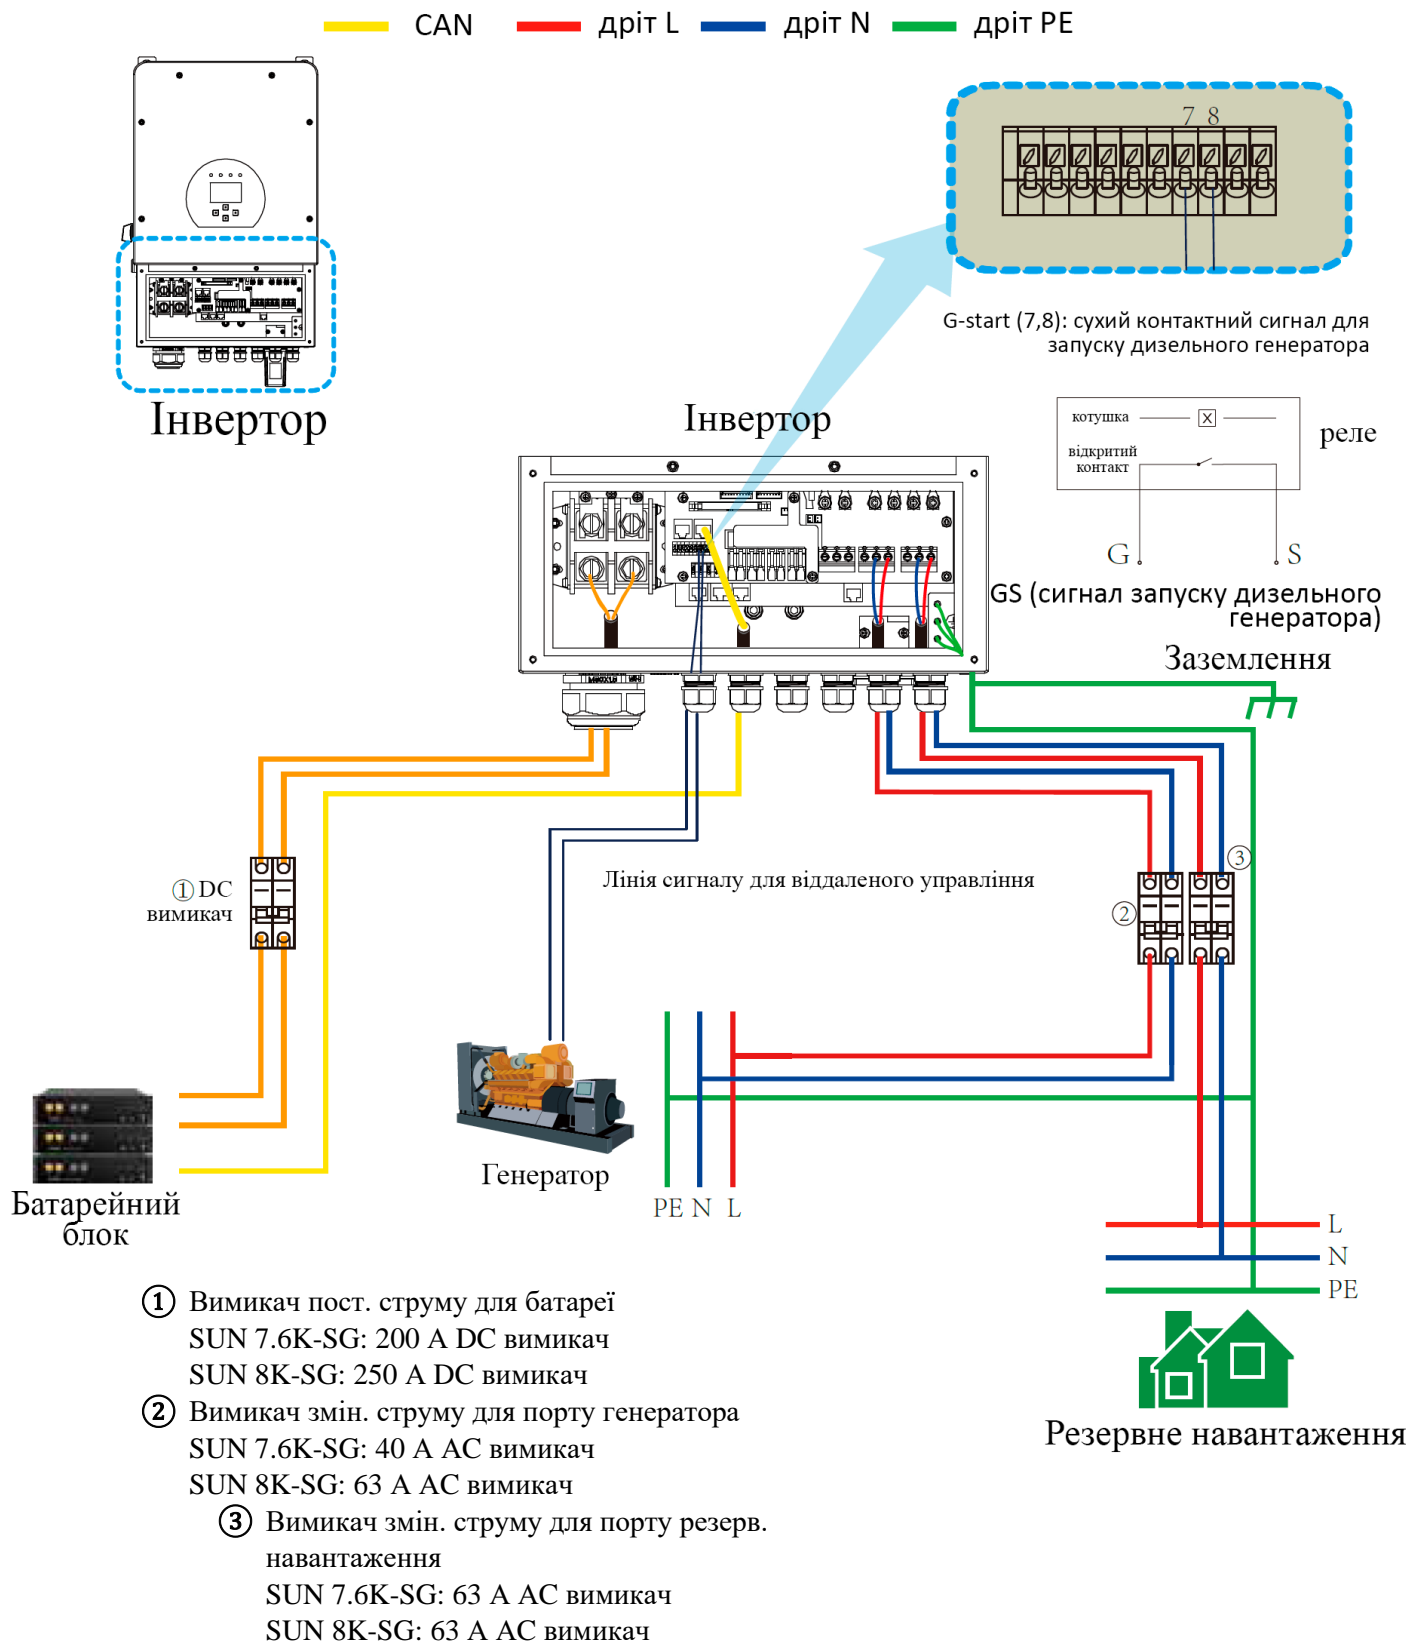 CAN дріт L дріт N дріт PE
7 8
G-start (7,8): сухий контактний сигнал для
запуску дизельного генератора
Інвертор
Інвертор
котушка
X
реле
відкритий
контакт
G S
GS (сигнал запуску дизельного
генератора)
Заземлення
① DC
вимикач
Лінія сигналу для віддаленого управління
③
②
Генератор
Батарейний
блок
PE N L
L
N
PE
Резервне навантаження
① Вимикач пост. струму для батареї
SUN 7.6K-SG: 200 А DC вимикач
SUN 8K-SG: 250 А DC вимикач
② Вимикач змін. струму для порту генератора
SUN 7.6K-SG: 40 А AC вимикач
SUN 8K-SG: 63 А AC вимикач
③ Вимикач змін. струму для порту резерв.
навантаження
SUN 7.6K-SG: 63 А AC вимикач
SUN 8K-SG: 63 А AC вимикач